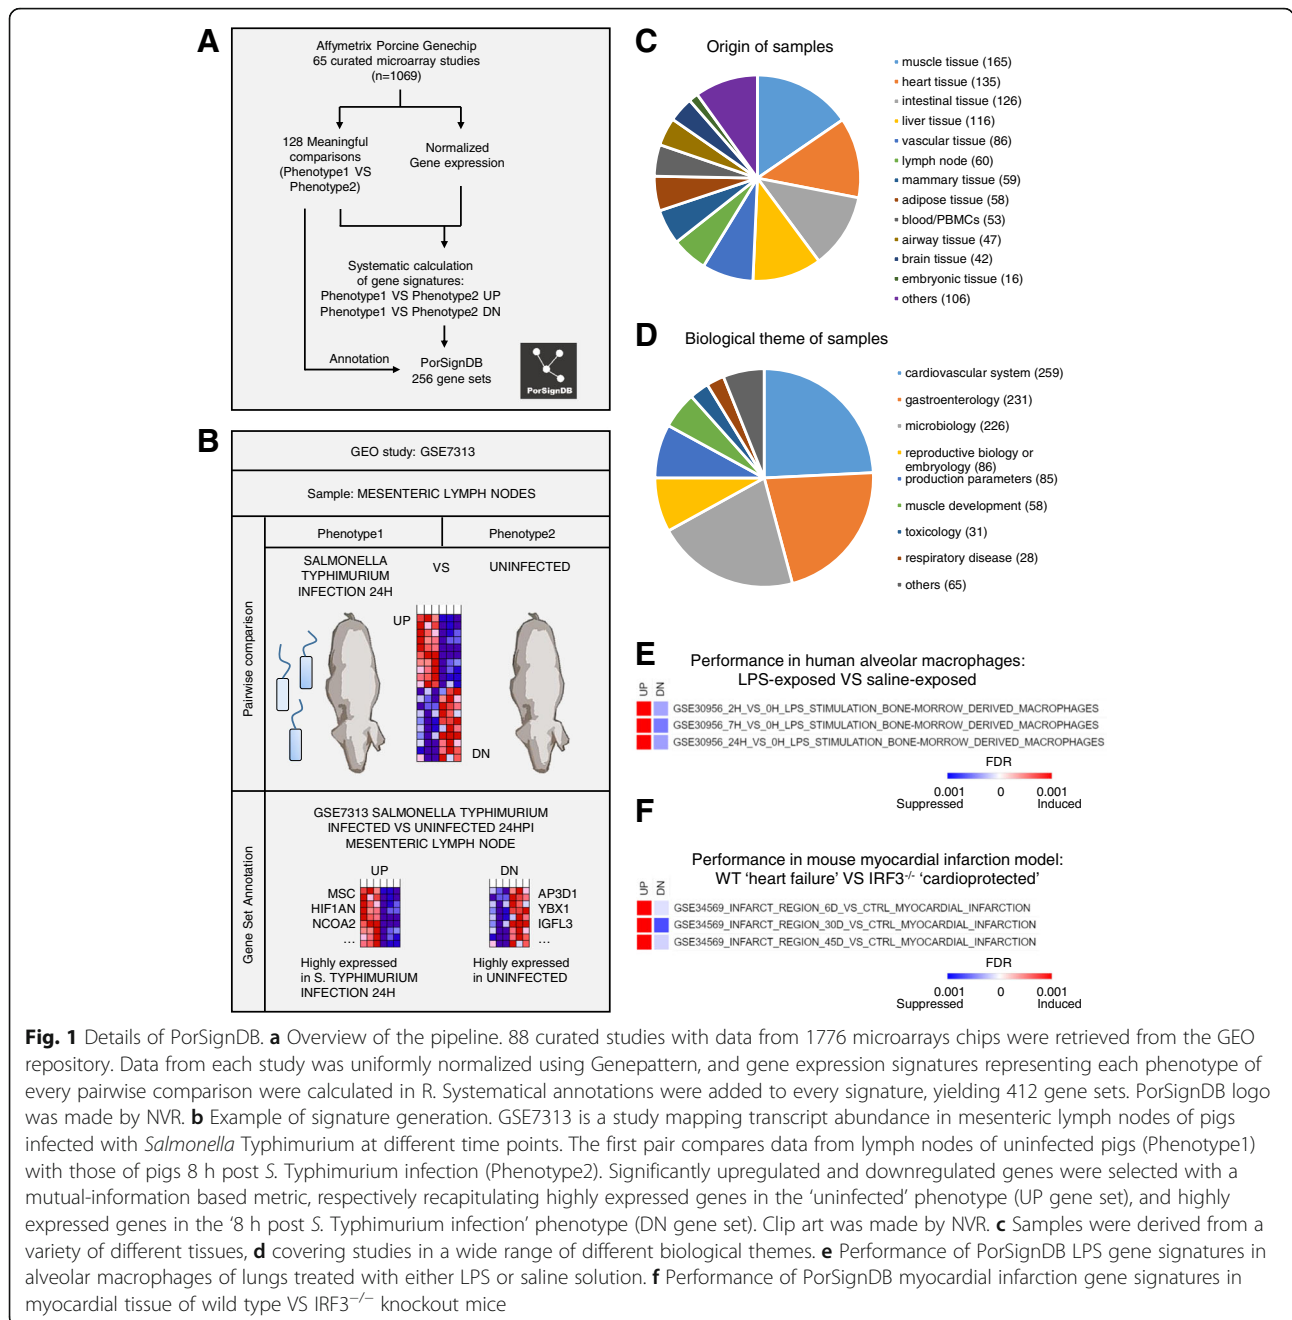 A
Affymetrix Porcine Genechip
65 curated microarray studies
(n=1069)
128 Meaningful
comparisons
(Phenotype1 VS
Phenotype2)
Normalized
Gene expression
Systematic calculation
of gene signatures:
Phenotype1 VS Phenotype2 UP
Phenotype1 VS Phenotype2 DN
Annotation
PorSignDB
256 gene sets
PorSignDB
B
GEO study: GSE7313
Sample: MESENTERIC LYMPH NODES
Pairwise comparison
Phenotype1
Phenotype2
SALMONELLA
TYPHIMURIUM
INFECTION 24H
VS
UNINFECTED
UP
DN
Gene Set Annotation
GSE7313 SALMONELLA TYPHIMURIUM
INFECTED VS UNINFECTED 24HPI
MESENTERIC LYMPH NODE
UP
MSC
HIF1AN
NCOA2
...
Highly expressed
in S. TYPHIMURIUM
INFECTION 24H
DN
AP3D1
YBX1
IGFL3
...
Highly expressed
in UNINFECTED
C
Origin of samples
muscle tissue (165)
heart tissue (135)
intestinal tissue (126)
liver tissue (116)
vascular tissue (86)
lymph node (60)
mammary tissue (59)
adipose tissue (58)
blood/PBMCs (53)
airway tissue (47)
brain tissue (42)
embryonic tissue (16)
others (106)
D
Biological theme of samples
cardiovascular system (259)
gastroenterology (231)
microbiology (226)
reproductive biology or
embryology (86)
production parameters (85)
muscle development (58)
toxicology (31)
respiratory disease (28)
others (65)
E
Performance in human alveolar macrophages:
LPS-exposed VS saline-exposed
UP
DN
GSE30956_2H_VS_0H_LPS_STIMULATION_BONE-MORROW_DERIVED_MACROPHAGES
GSE30956_7H_VS_0H_LPS_STIMULATION_BONE-MORROW_DERIVED_MACROPHAGES
GSE30956_24H_VS_0H_LPS_STIMULATION_BONE-MORROW_DERIVED_MACROPHAGES
FDR
0.001 0 0.001
Suppressed Induced
F
Performance in mouse myocardial infarction model:
WT ‘heart failure’ VS IRF3-/- ‘cardioprotected’
UP
DN
GSE34569_INFARCT_REGION_6D_VS_CTRL_MYOCARDIAL_INFARCTION
GSE34569_INFARCT_REGION_30D_VS_CTRL_MYOCARDIAL_INFARCTION
GSE34569_INFARCT_REGION_45D_VS_CTRL_MYOCARDIAL_INFARCTION
FDR
0.001 0 0.001
Suppressed Induced
Fig. 1 Details of PorSignDB. a Overview of the pipeline. 88 curated studies with data from 1776 microarrays chips were retrieved from the GEO
repository. Data from each study was uniformly normalized using Genepattern, and gene expression signatures representing each phenotype of
every pairwise comparison were calculated in R. Systematical annotations were added to every signature, yielding 412 gene sets. PorSignDB logo
was made by NVR. b Example of signature generation. GSE7313 is a study mapping transcript abundance in mesenteric lymph nodes of pigs
infected with Salmonella Typhimurium at different time points. The first pair compares data from lymph nodes of uninfected pigs (Phenotype1)
with those of pigs 8 h post S. Typhimurium infection (Phenotype2). Significantly upregulated and downregulated genes were selected with a
mutual-information based metric, respectively recapitulating highly expressed genes in the ‘uninfected’ phenotype (UP gene set), and highly
expressed genes in the ‘8 h post S. Typhimurium infection’ phenotype (DN gene set). Clip art was made by NVR. c Samples were derived from a
variety of different tissues, d covering studies in a wide range of different biological themes. e Performance of PorSignDB LPS gene signatures in
alveolar macrophages of lungs treated with either LPS or saline solution. f Performance of PorSignDB myocardial infarction gene signatures in
myocardial tissue of wild type VS IRF3−/− knockout mice